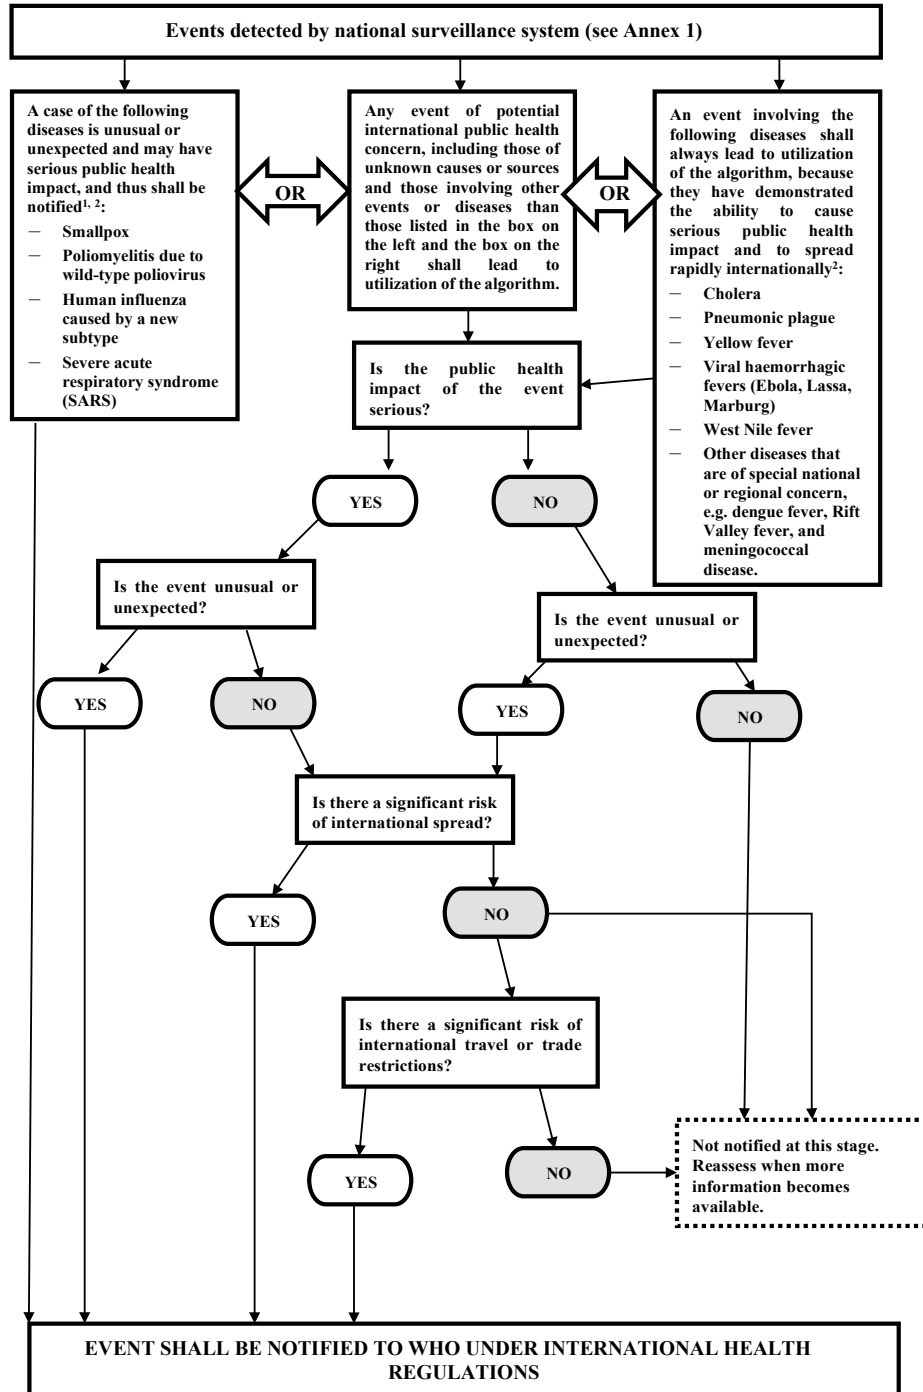 Events detected by national surveillance system (see Annex 1)
A case of the following
diseases is unusual or
unexpected and may have
serious public health
impact, and thus shall be
notified¹, ²:
— Smallpox
— Poliomyelitis due to
wild-type poliovirus
— Human influenza
caused by a new
subtype
— Severe acute
respiratory syndrome
(SARS)
OR
Any event of potential
international public health
concern, including those of
unknown causes or sources
and those involving other
events or diseases than
those listed in the box on
the left and the box on the
right shall lead to
utilization of the algorithm.
OR
An event involving the
following diseases shall
always lead to utilization
of the algorithm, because
they have demonstrated
the ability to cause
serious public health
impact and to spread
rapidly internationally²:
— Cholera
— Pneumonic plague
— Yellow fever
— Viral haemorrhagic
fevers (Ebola, Lassa,
Marburg)
— West Nile fever
— Other diseases that
are of special national
or regional concern,
e.g. dengue fever, Rift
Valley fever, and
meningococcal
disease.
Is the public health
impact of the event
serious?
YES
NO
Is the event unusual or
unexpected?
Is the event unusual or
unexpected?
YES
NO
YES
NO
Is there a significant risk
of international spread?
YES
NO
Is there a significant risk of
international travel or trade
restrictions?
YES
NO
Not notified at this stage.
Reassess when more
information becomes
available.
EVENT SHALL BE NOTIFIED TO WHO UNDER INTERNATIONAL HEALTH
REGULATIONS